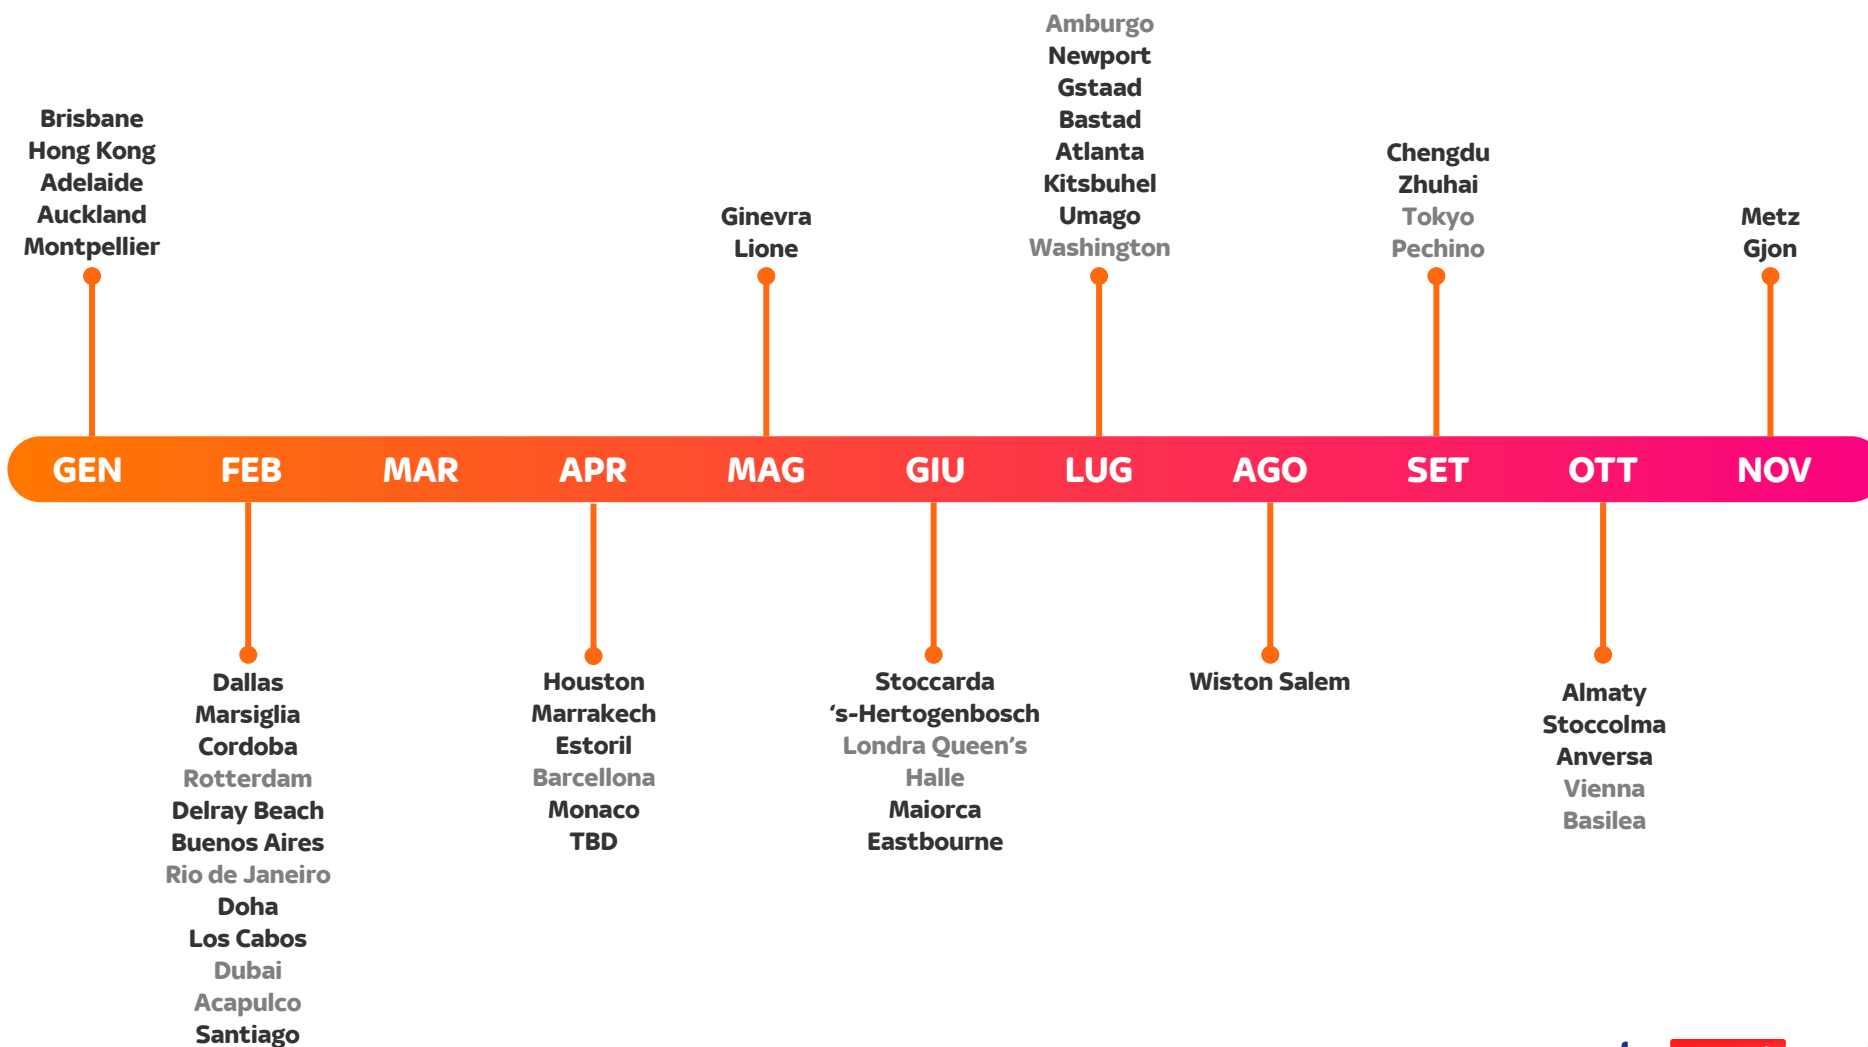 Brisbane
Hong Kong
Adelaide
Auckland
Montpellier
Ginevra
Lione
Amburgo
Newport
Gstaad
Bastad
Atlanta
Kitsbuhel
Umago
Washington
Chengdu
Zhuhai
Tokyo
Pechino
Metz
Gjon
GEN FEB MAR APR MAG GIU LUG AGO SET OTT NOV
Dallas
Marsiglia
Cordoba
Rotterdam
Delray Beach
Buenos Aires
Rio de Janeiro
Doha
Los Cabos
Dubai
Acapulco
Santiago
Houston
Marrakech
Estoril
Barcellona
Monaco
TBD
Stoccarda
‘s-Hertogenbosch
Londra Queen’s
Halle
Maiorca
Eastbourne
Wiston Salem
Almaty
Stoccolma
Anversa
Vienna
Basilea